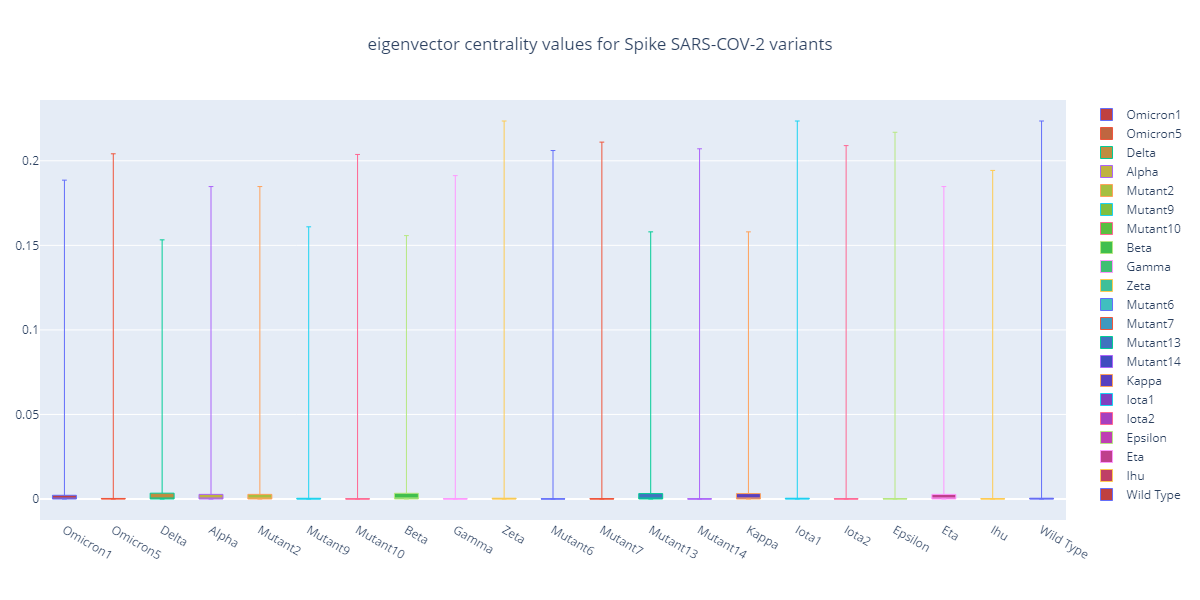 eigenvector centrality values for Spike SARS-COV-2 variants
0.2
0.15
0.1
0.05
0
Omicron1
Omicron5
Delta
Alpha
Mutant2
Mutant9
Mutant10
Beta
Gamma
Zeta
Mutant6
Mutant7
Mutant13
Mutant14
Kappa
Iota1
Iota2
Epsilon
Eta
Ihu
Wild Type
Omicron1
Omicron5
Delta
Alpha
Mutant2
Mutant9
Mutant10
Beta
Gamma
Zeta
Mutant6
Mutant7
Mutant13
Mutant14
Kappa
Iota1
Iota2
Epsilon
Eta
Ihu
Wild Type